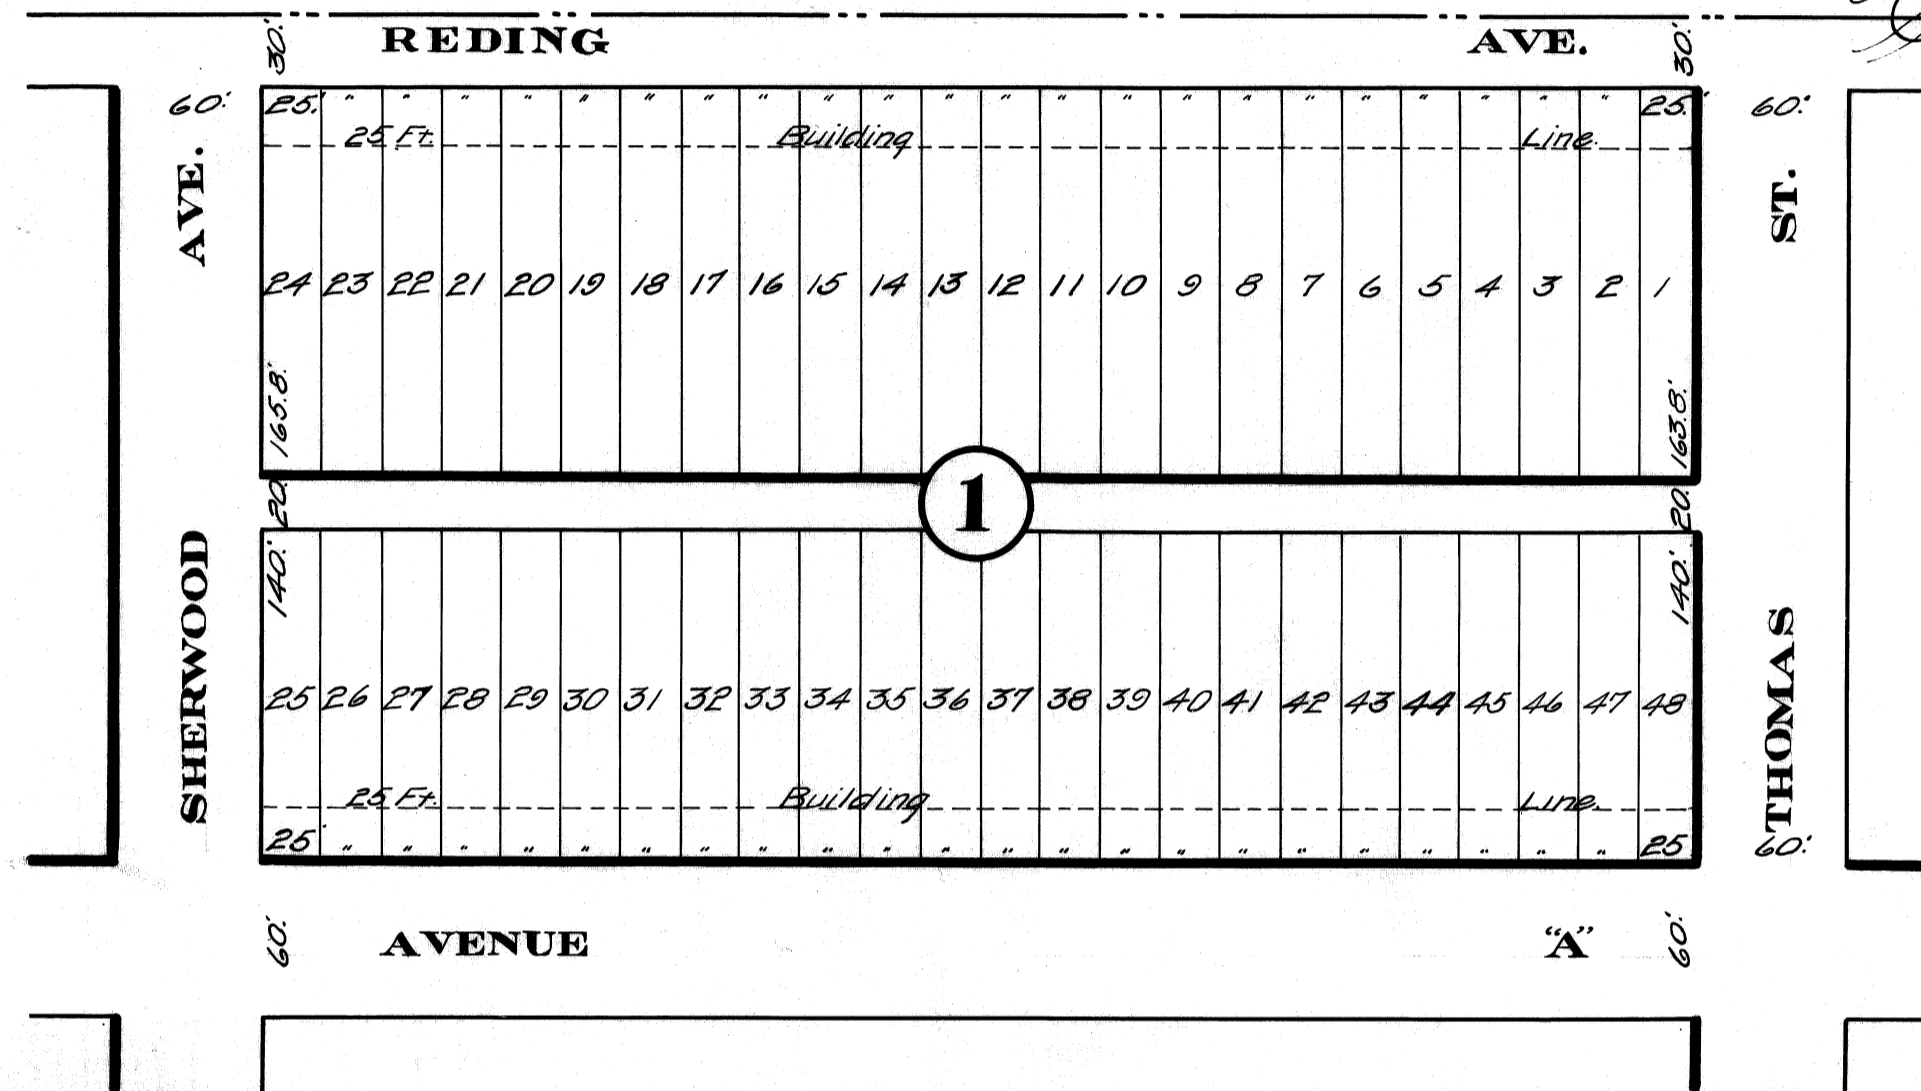 30.' REDING AVE. 30.'
60.' 25.' " " " " " " " " " " " " " " " " " " " " " " 25.' 60.'
25 Ft. Building Line.
AVE. ST.
24 23 22 21 20 19 18 17 16 15 14 13 12 11 10 9 8 7 6 5 4 3 2 1
165.8.' 163.8.'
20.' 1 20.'
140.' 140.'
SHERWOOD THOMAS
25 26 27 28 29 30 31 32 33 34 35 36 37 38 39 40 41 42 43 44 45 46 47 48
25 Ft. Building Line.
25' " " " " " " " " " " " " " " " " " " " " " " 25 60.'
60.' AVENUE "A" 60.'